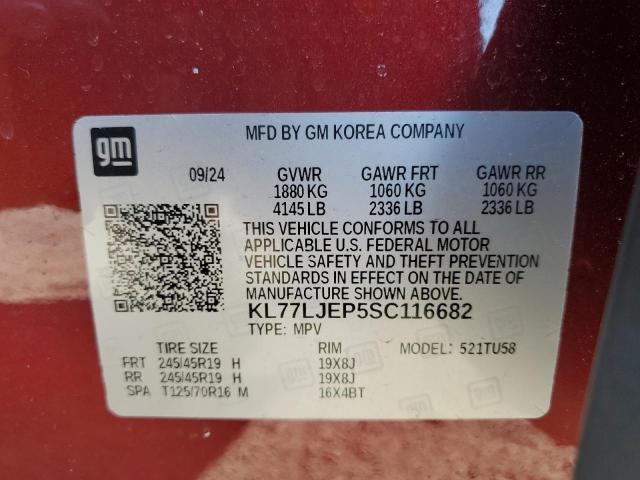 gm
MFD BY GM KOREA COMPANY
09/24 GVWR GAWR FRT GAWR RR
1880 KG 1060 KG 1060 KG
4145 LB 2336 LB 2336 LB
THIS VEHICLE CONFORMS TO ALL
APPLICABLE U.S. FEDERAL MOTOR
VEHICLE SAFETY AND THEFT PREVENTION
STANDARDS IN EFFECT ON THE DATE OF
MANUFACTURE SHOWN ABOVE.
KL77LJEP5SC116682
TYPE: MPV
TIRE SIZE RIM MODEL: 521TU58
FRT 245/45R19 H 19X8J
RR 245/45R19 H 19X8J
SPA T125/70R16 M 16X4BT